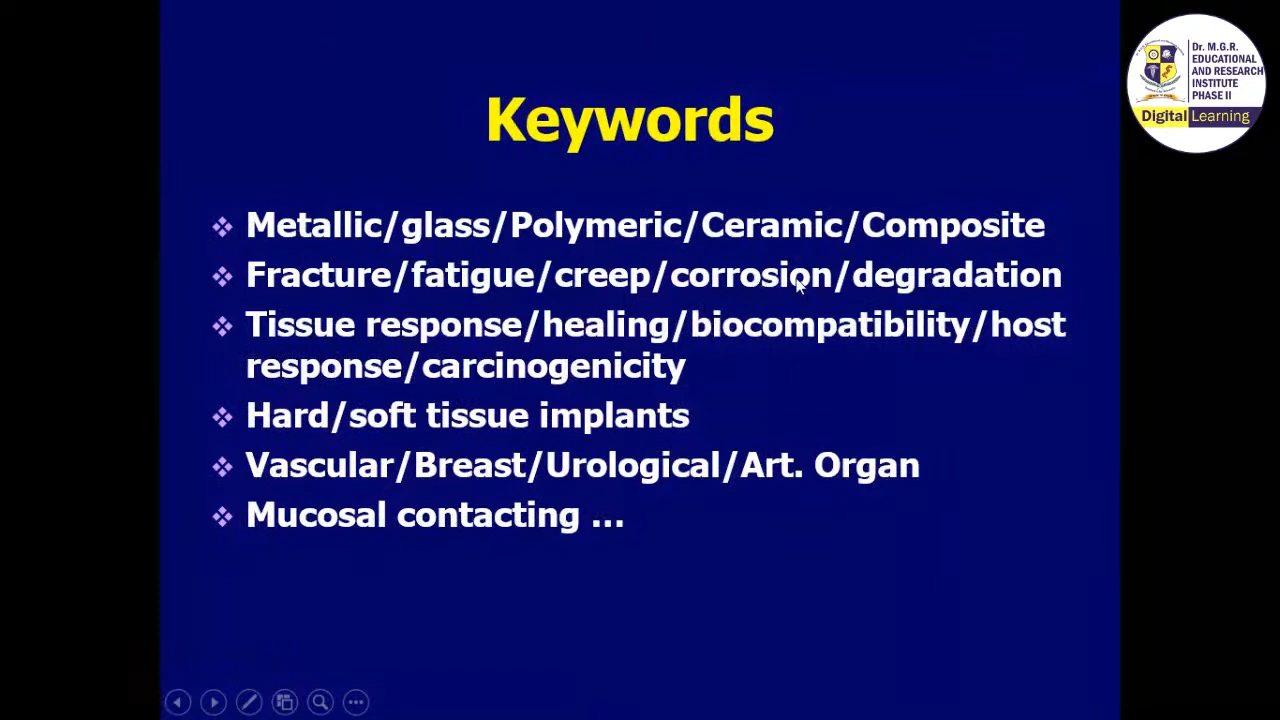 Keywords
Metallic/glass/Polymeric/Ceramic/Composite
Fracture/fatigue/creep/corrosion/degradation
Tissue response/healing/biocompatibility/host
response/carcinogenicity
Hard/soft tissue implants
Vascular/Breast/Urological/Art. Organ
Mucosal contacting ...
Dr. M.G.R.
EDUCATIONAL
AND RESEARCH
INSTITUTE
PHASE II
Digital Learning